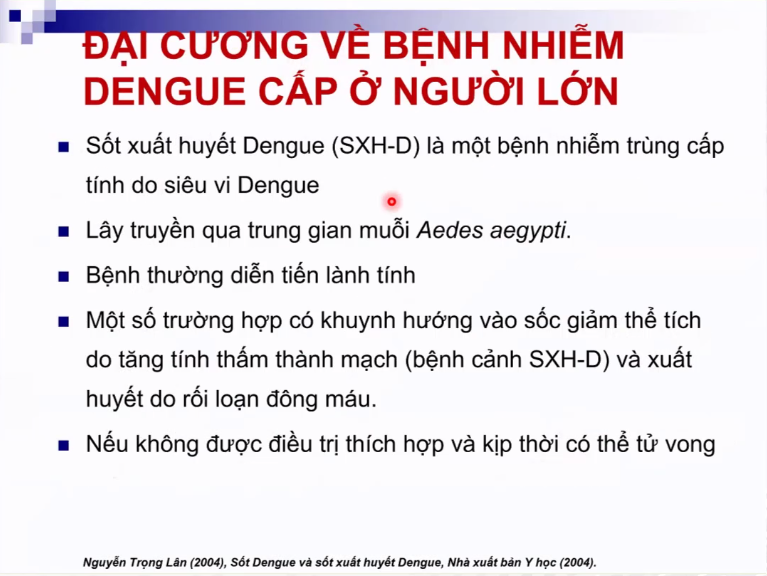 ĐẠI CƯƠNG VỀ BỆNH NHIỄM
DENGUE CẤP Ở NGƯỜI LỚN
Sốt xuất huyết Dengue (SXH-D) là một bệnh nhiễm trùng cấp
tính do siêu vi Dengue
Lây truyền qua trung gian muỗi Aedes aegypti.
Bệnh thường diễn tiến lành tính
Một số trường hợp có khuynh hướng vào sốc giảm thể tích
do tăng tính thấm thành mạch (bệnh cảnh SXH-D) và xuất
huyết do rối loạn đông máu.
Nếu không được điều trị thích hợp và kịp thời có thể tử vong
Nguyễn Trọng Lân (2004), Sốt Dengue và sốt xuất huyết Dengue, Nhà xuất bản Y học (2004).